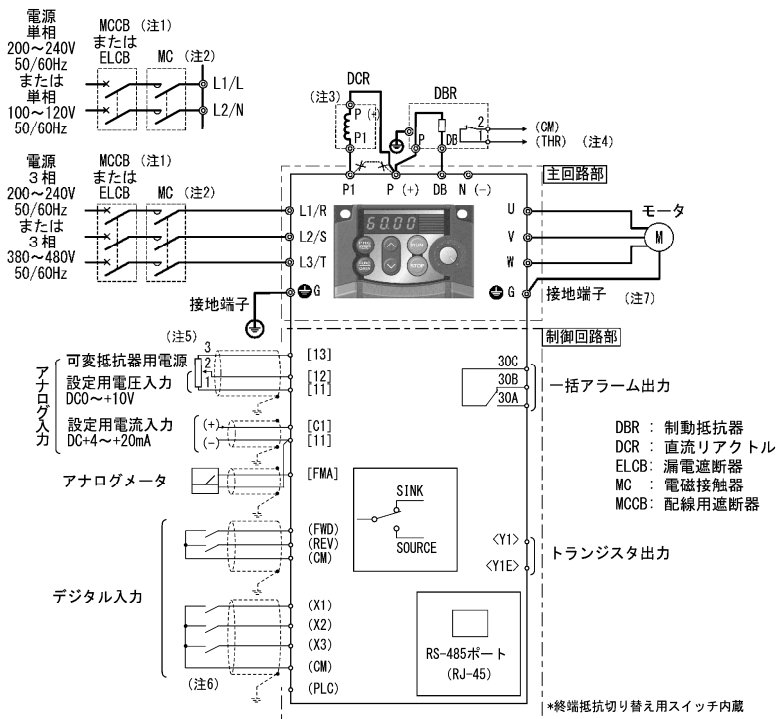 電源
単相
200～240V
50/60Hz
または
単相
100～120V
50/60Hz
MCCB (注1)
または
ELCB
MC (注2)
L1/L
L2/N
(注3)
DCR
P (+)
P1
DBR
P
DB
2
1
(CM)
(THR) (注4)
電源
3相
200～240V
50/60Hz
または
3相
380～480V
50/60Hz
MCCB (注1)
または
ELCB
MC (注2)
主回路部
P1
P (+)
DB
N (-)
L1/R
L2/S
L3/T
G
接地端子
60.00
RUN
STOP
U
V
W
G
モータ
M
接地端子 (注7)
制御回路部
アナログ入力
(注5)
可変抵抗器用電源
設定用電圧入力
DC0～+10V
3
2
1
[13]
[12]
[11]
設定用電流入力
DC+4～+20mA
(+)
(-)
[C1]
[11]
アナログメータ
[FMA]
デジタル入力
(FWD)
(REV)
(CM)
(X1)
(X2)
(X3)
(CM)
(PLC)
(注6)
SINK
SOURCE
30C
30B
30A
一括アラーム出力
DBR : 制動抵抗器
DCR : 直流リアクトル
ELCB: 漏電遮断器
MC : 電磁接触器
MCCB: 配線用遮断器
<Y1>
<Y1E>
トランジスタ出力
RS-485ポート
(RJ-45)
*終端抵抗切り替え用スイッチ内蔵